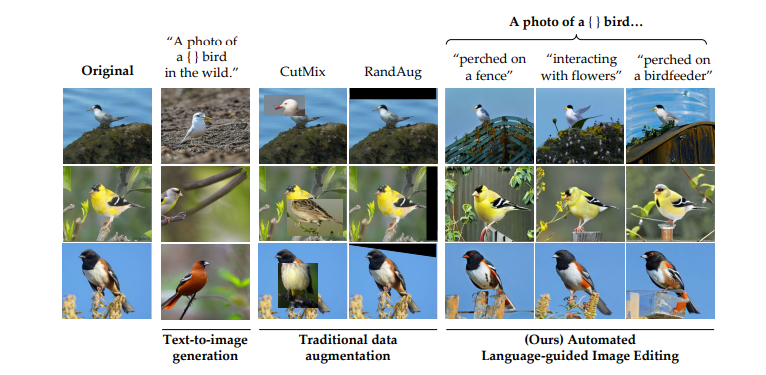 A photo of a { } bird...
"A photo of
a { } bird
in the wild."
"perched on
a fence"
"interacting
with flowers"
"perched on
a birdfeeder"
Original
CutMix
RandAug
Text-to-image
generation
Traditional data
augmentation
(Ours) Automated
Language-guided Image Editing